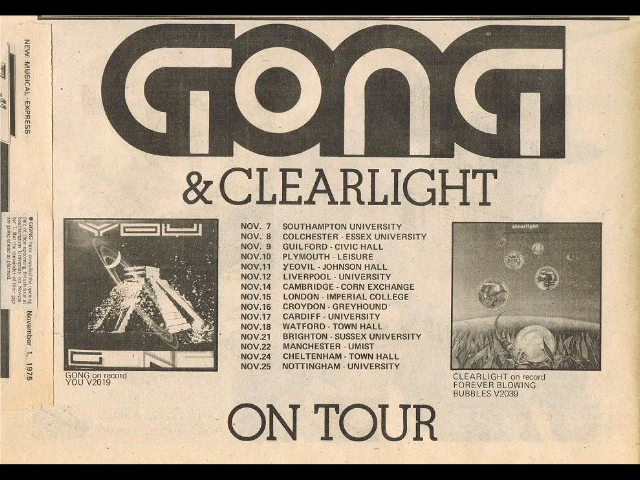 GONG
& CLEARLIGHT
NEW MUSICAL EXPRESS
November 1, 1975
YOU
GONG
GONG on record
YOU V2019
NOV. 7 SOUTHAMPTON UNIVERSITY
NOV. 8 COLCHESTER - ESSEX UNIVERSITY
NOV. 9 GUILFORD - CIVIC HALL
NOV.10 PLYMOUTH - LEISURE
NOV.11 YEOVIL - JOHNSON HALL
NOV.12 LIVERPOOL - UNIVERSITY
NOV.14 CAMBRIDGE - CORN EXCHANGE
NOV.15 LONDON - IMPERIAL COLLEGE
NOV.16 CROYDON - GREYHOUND
NOV.17 CARDIFF - UNIVERSITY
NOV.18 WATFORD - TOWN HALL
NOV.21 BRIGHTON - SUSSEX UNIVERSITY
NOV.22 MANCHESTER - UMIST
NOV.24 CHELTENHAM - TOWN HALL
NOV.25 NOTTINGHAM - UNIVERSITY
clearlight
CLEARLIGHT on record
FOREVER BLOWING
BUBBLES V2039
ON TOUR